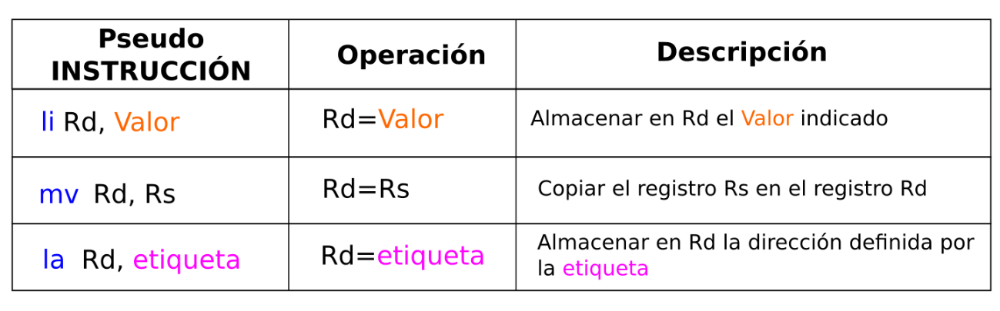 Pseudo
INSTRUCCIÓN
Operación
Descripción
li Rd, Valor
Rd=Valor
Almacenar en Rd el Valor indicado
mv Rd, Rs
Rd=Rs
Copiar el registro Rs en el registro Rd
la Rd, etiqueta
Rd=etiqueta
Almacenar en Rd la dirección definida por
la etiqueta